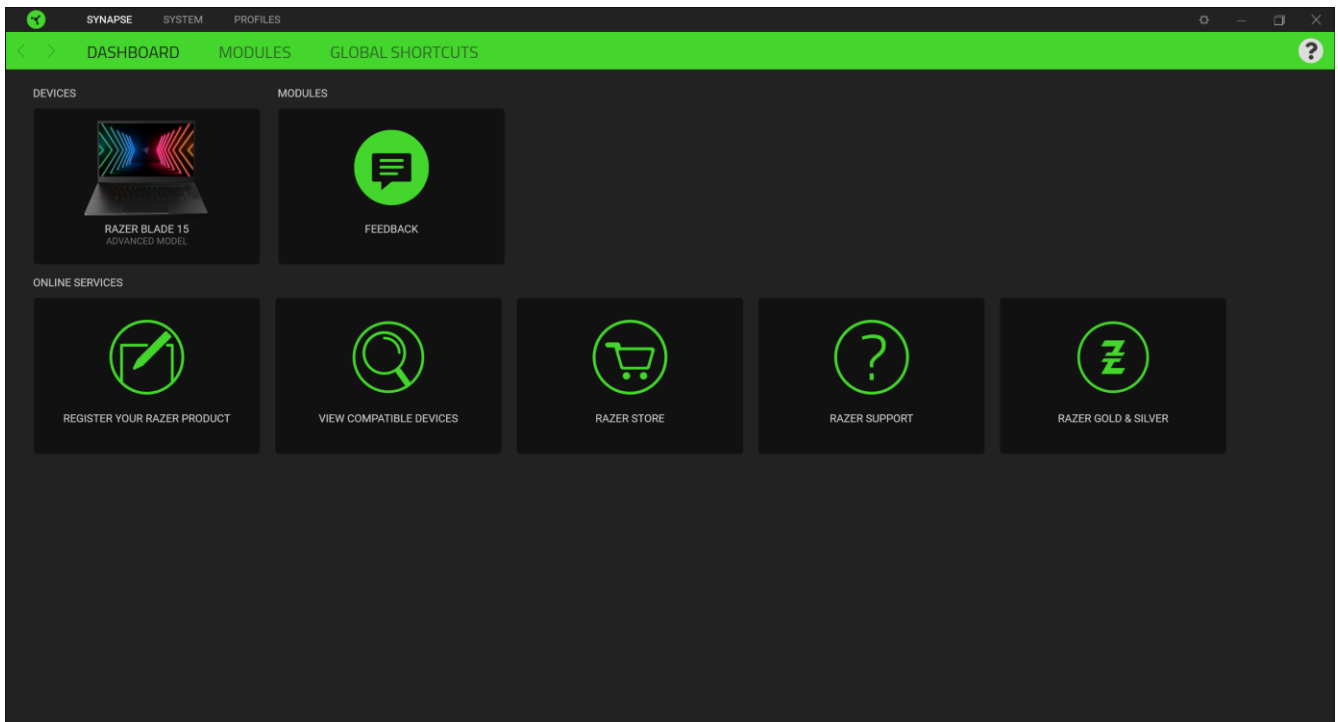 SYNAPSE SYSTEM PROFILES
DASHBOARD MODULES GLOBAL SHORTCUTS
?
DEVICES MODULES
RAZER BLADE 15
ADVANCED MODEL
FEEDBACK
ONLINE SERVICES
REGISTER YOUR RAZER PRODUCT
VIEW COMPATIBLE DEVICES
RAZER STORE
?
RAZER SUPPORT
RAZER GOLD & SILVER